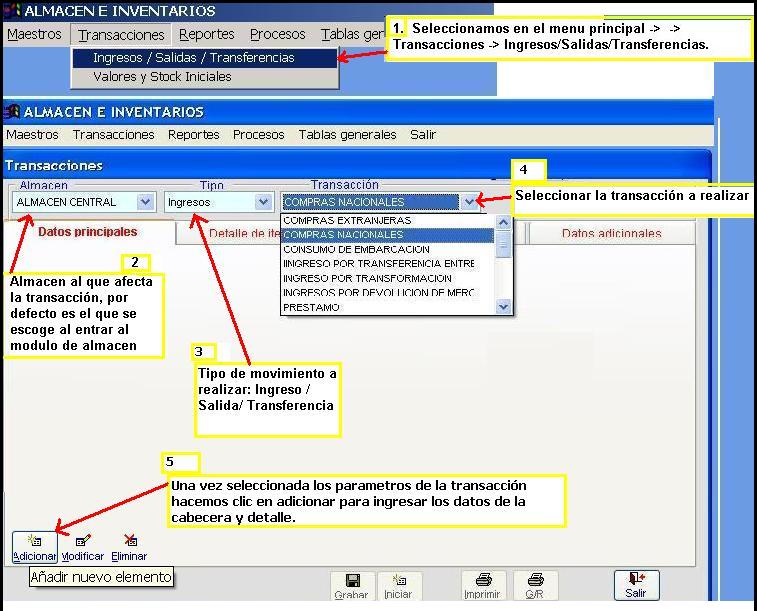 ALMACEN E INVENTARIOS
Maestros Transacciones Reportes Procesos Tablas gen
Ingresos / Salidas / Transferencias
Valores y Stock Iniciales
1. Seleccionamos en el menu principal -> ->
Transacciones -> Ingresos/Salidas/Transferencias.
ALMACEN E INVENTARIOS
Maestros Transacciones Reportes Procesos Tablas generales Salir
Transacciones
Almacen Tipo Transacción
ALMACEN CENTRAL Ingresos COMPRAS NACIONALES
4
Seleccionar la transacción a realizar
COMPRAS EXTRANJERAS
COMPRAS NACIONALES
CONSUMO DE EMBARCACION
INGRESO POR TRANSFERENCIA ENTRE
INGRESO POR TRANSFORMACION
INGRESOS POR DEVOLUCION DE MERC
PRESTAMO
Datos principales Detalle de ite Datos adicionales
2
Almacen al que afecta
la transacción, por
defecto es el que se
escoge al entrar al
modulo de almacen
3
Tipo de movimiento a
realizar: Ingreso /
Salida/ Transferencia
5
Una vez seleccionada los parametros de la transacción
hacemos clic en adicionar para ingresar los datos de la
cabecera y detalle.
Adicionar Modificar Eliminar
Añadir nuevo elemento
Grabar Iniciar Imprimir G/R Salir